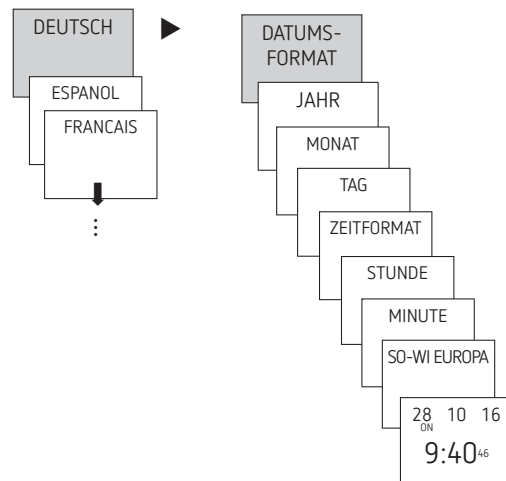 DEUTSCH
ESPANOL
FRANCAIS
DATUMS-
FORMAT
JAHR
MONAT
TAG
ZEITFORMAT
STUNDE
MINUTE
SO-WI EUROPA
28 10 16
ON
9:40 46